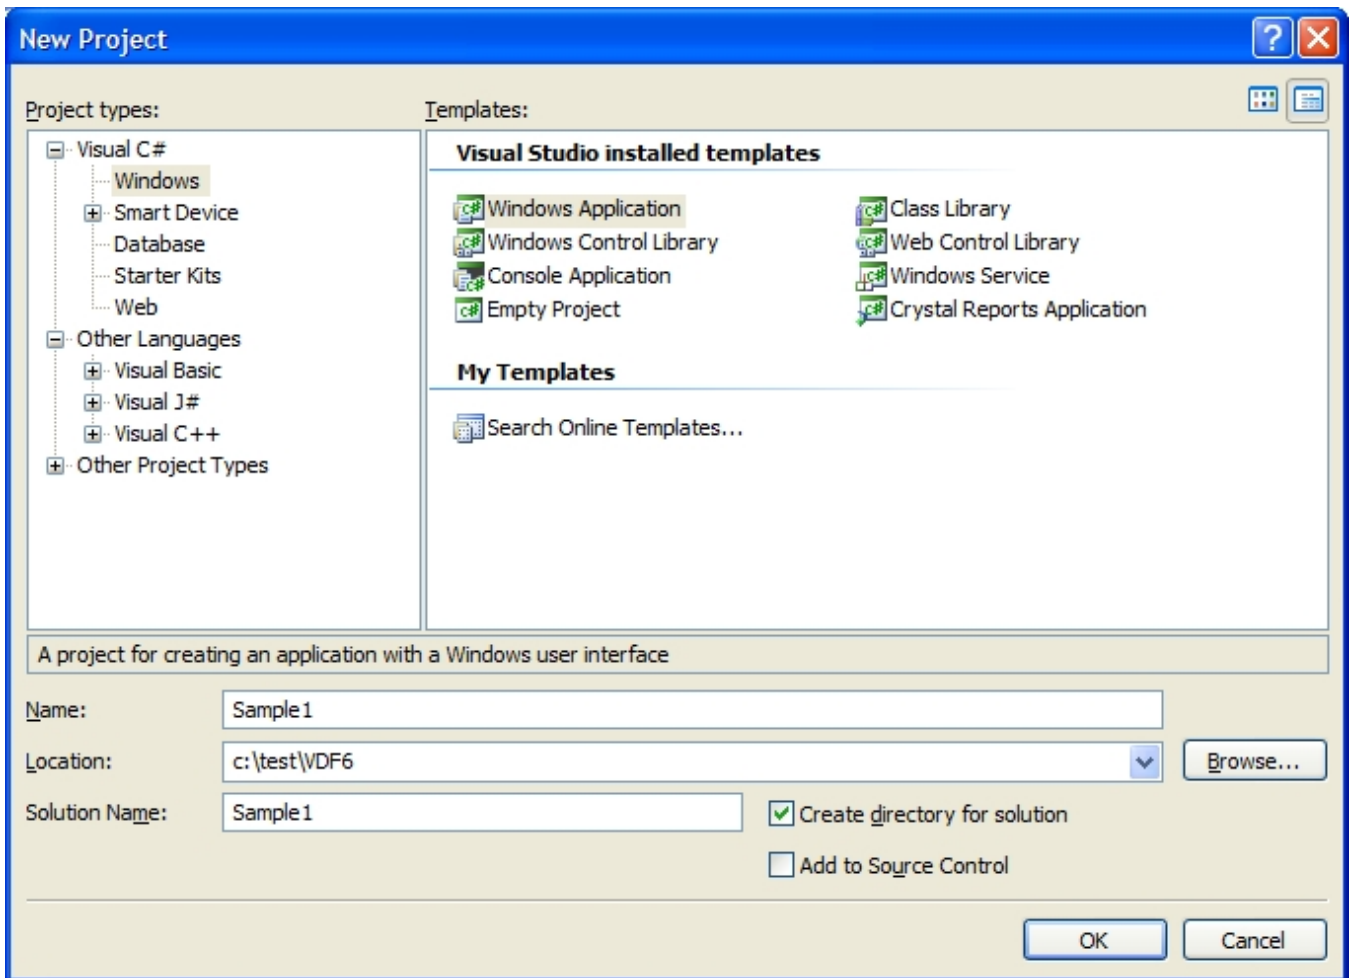 New Project
Project types:
Templates:
Visual C#
Windows
Smart Device
Database
Starter Kits
Web
Other Languages
Visual Basic
Visual J#
Visual C++
Other Project Types
Visual Studio installed templates
Windows Application
Class Library
Windows Control Library
Web Control Library
Console Application
Windows Service
Empty Project
Crystal Reports Application
My Templates
Search Online Templates...
A project for creating an application with a Windows user interface
Name:
Sample1
Location:
c:\test\VDF6
Browse...
Solution Name:
Sample1
Create directory for solution
Add to Source Control
OK
Cancel